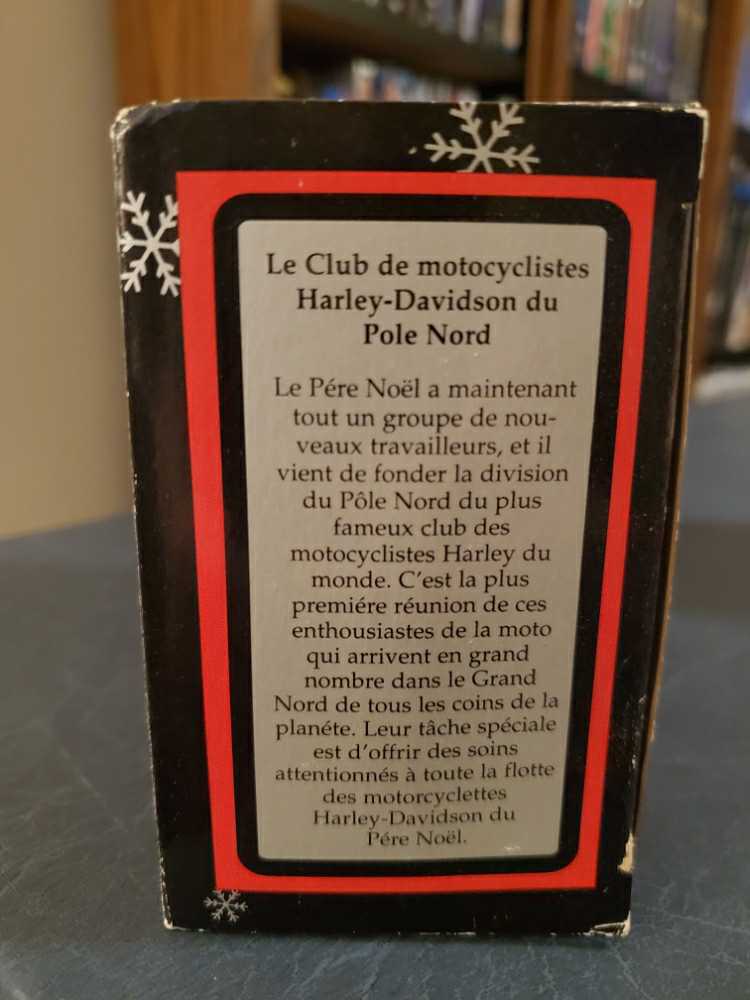 Le Club de motocyclistes
Harley-Davidson du
Pole Nord
Le Pére Noël a maintenant
tout un groupe de nou-
veaux travailleurs, et il
vient de fonder la division
du Pôle Nord du plus
fameux club des
motocyclistes Harley du
monde. C'est la plus
premiére réunion de ces
enthousiastes de la moto
qui arrivent en grand
nombre dans le Grand
Nord de tous les coins de la
planéte. Leur tâche spéciale
est d'offrir des soins
attentionnés à toute la flotte
des motorcyclettes
Harley-Davidson du
Pére Noël.